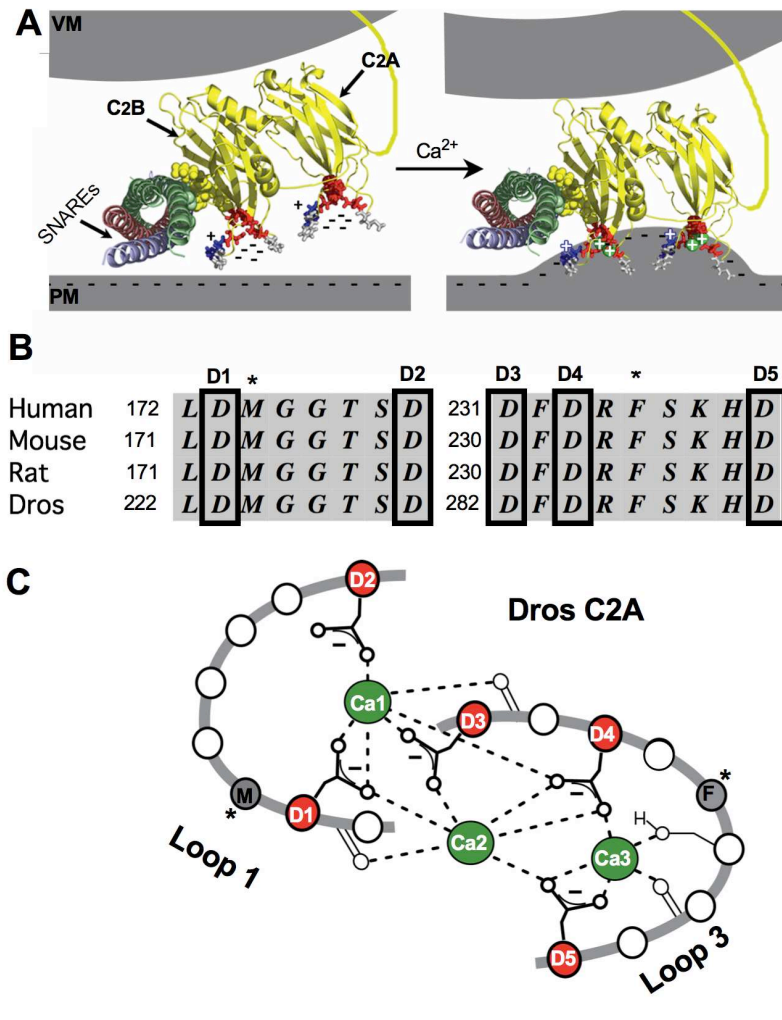 A
VM
C2A
C2B
Ca2+
SNAREs
+
+
- - - - -
- - - - -
+
+
+ +
+ +
PM
B
D1 * D2 D3 D4 * D5
Human 172 L D M G G T S D 231 D F D R F S K H D
Mouse 171 L D M G G T S D 230 D F D R F S K H D
Rat 171 L D M G G T S D 230 D F D R F S K H D
Dros 222 L D M G G T S D 282 D F D R F S K H D
C
D2
Dros C2A
Ca1
D3
D4
M
*
D1
F
*
H
Ca2
Ca3
Loop 1
D5
Loop 3